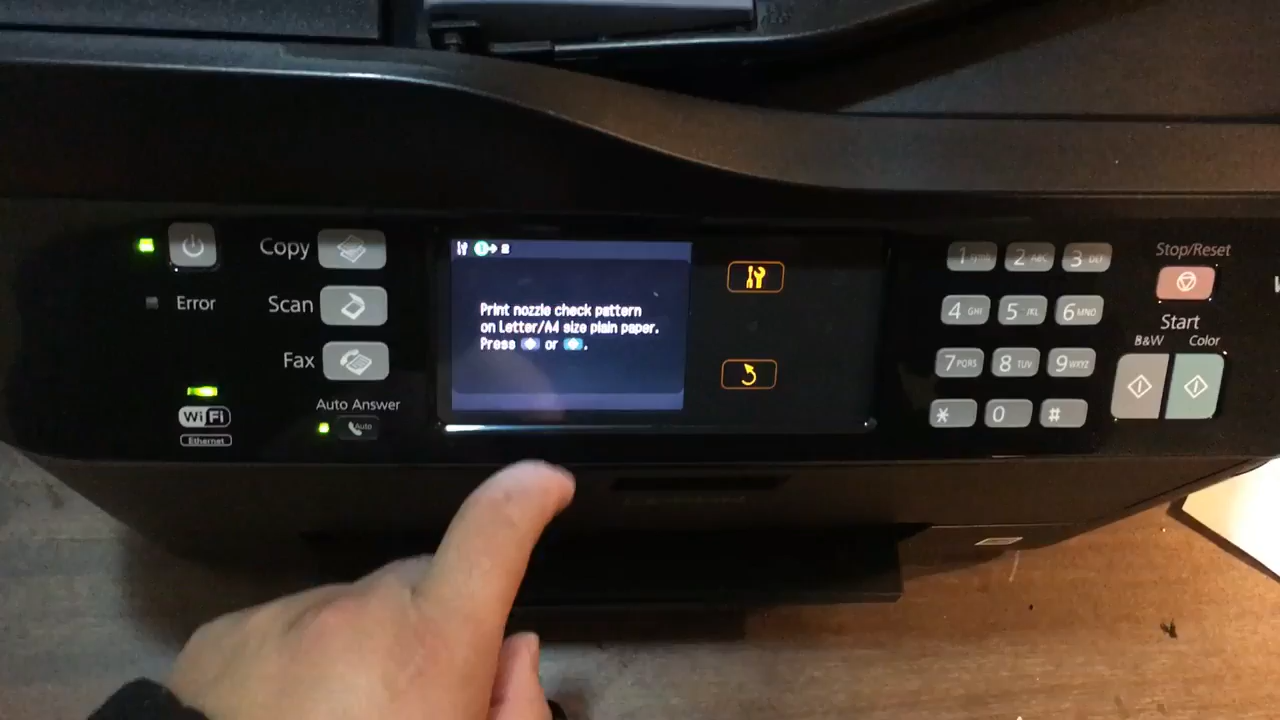 Copy
Scan
Fax
Error
Auto Answer
Auto
WiFi
Ethernet
Print nozzle check pattern
on Letter/A4 size plain paper.
Press or .
1
2 ABC
3 DEF
4 GHI
5 JKL
6 MNO
7 PQRS
8 TUV
9 WXYZ
*
0
#
Stop/Reset
Start
B&W Color